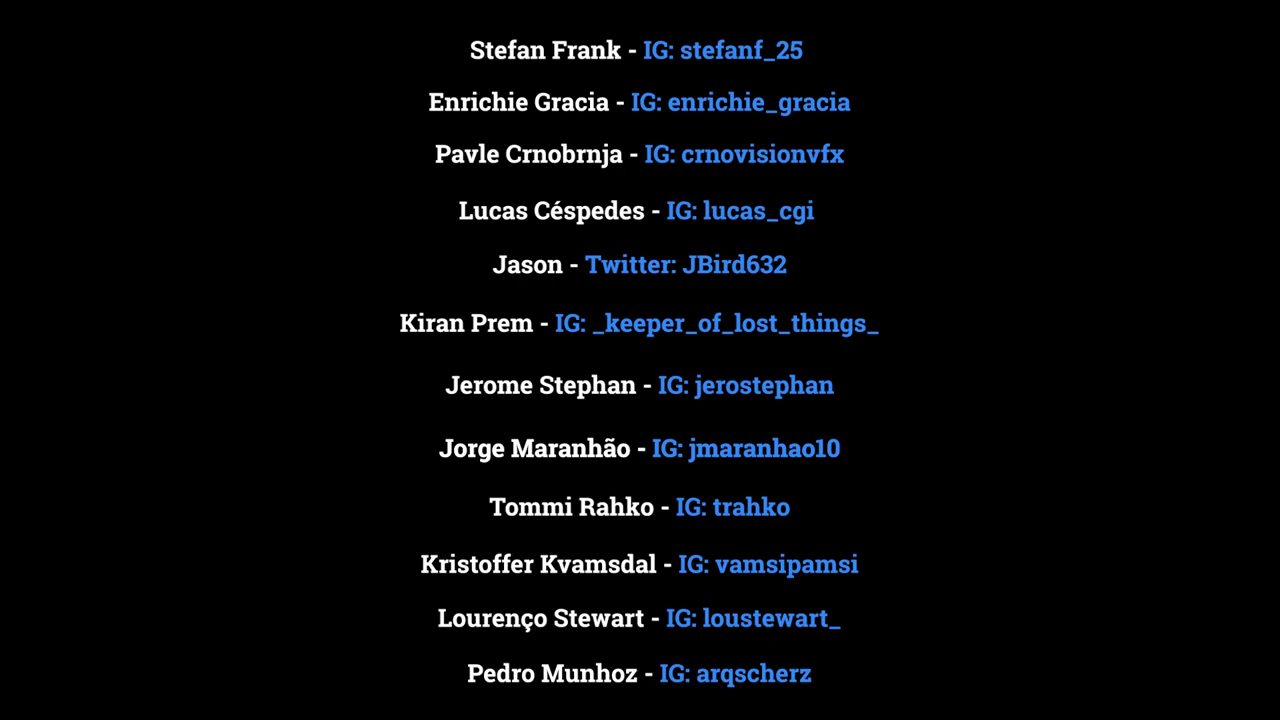 Stefan Frank - IG: stefanf_25
Enrichie Gracia - IG: enrichie_gracia
Pavle Crnobrnja - IG: crnovisionvfx
Lucas Céspedes - IG: lucas_cgi
Jason - Twitter: JBird632
Kiran Prem - IG: _keeper_of_lost_things_
Jerome Stephan - IG: jerostephan
Jorge Maranhão - IG: jmaranhao10
Tommi Rahko - IG: trahko
Kristoffer Kvamsdal - IG: vamsipamsi
Lourenço Stewart - IG: loustewart_
Pedro Munhoz - IG: arqscherz